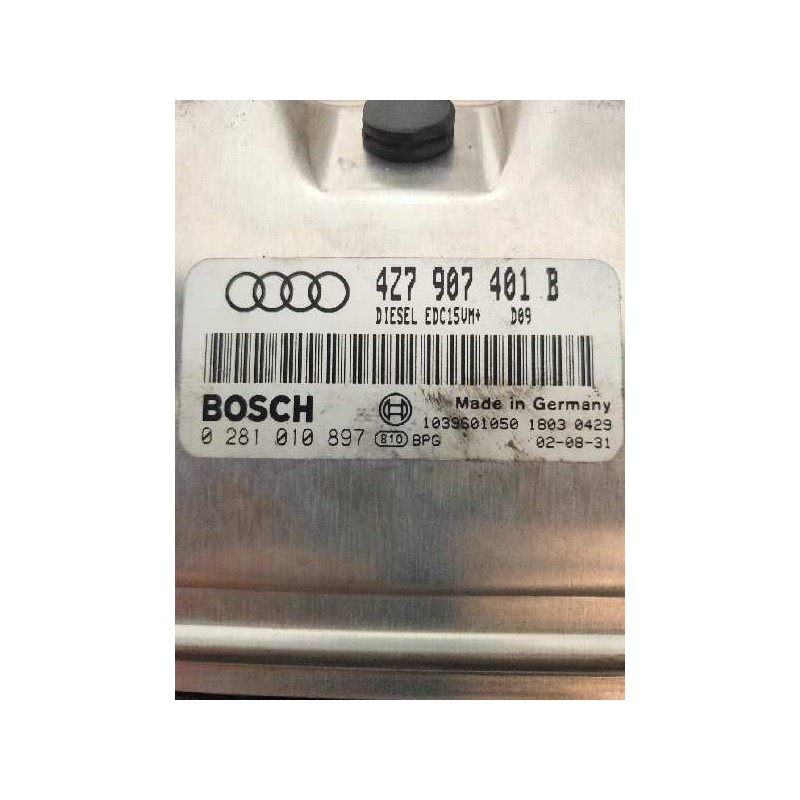 4Z7 907 401 B
DIESEL EDC15VM+ D09
BOSCH
Made in Germany
1039S01050 1803 0429
0 281 010 897 810 BPG 02-08-31